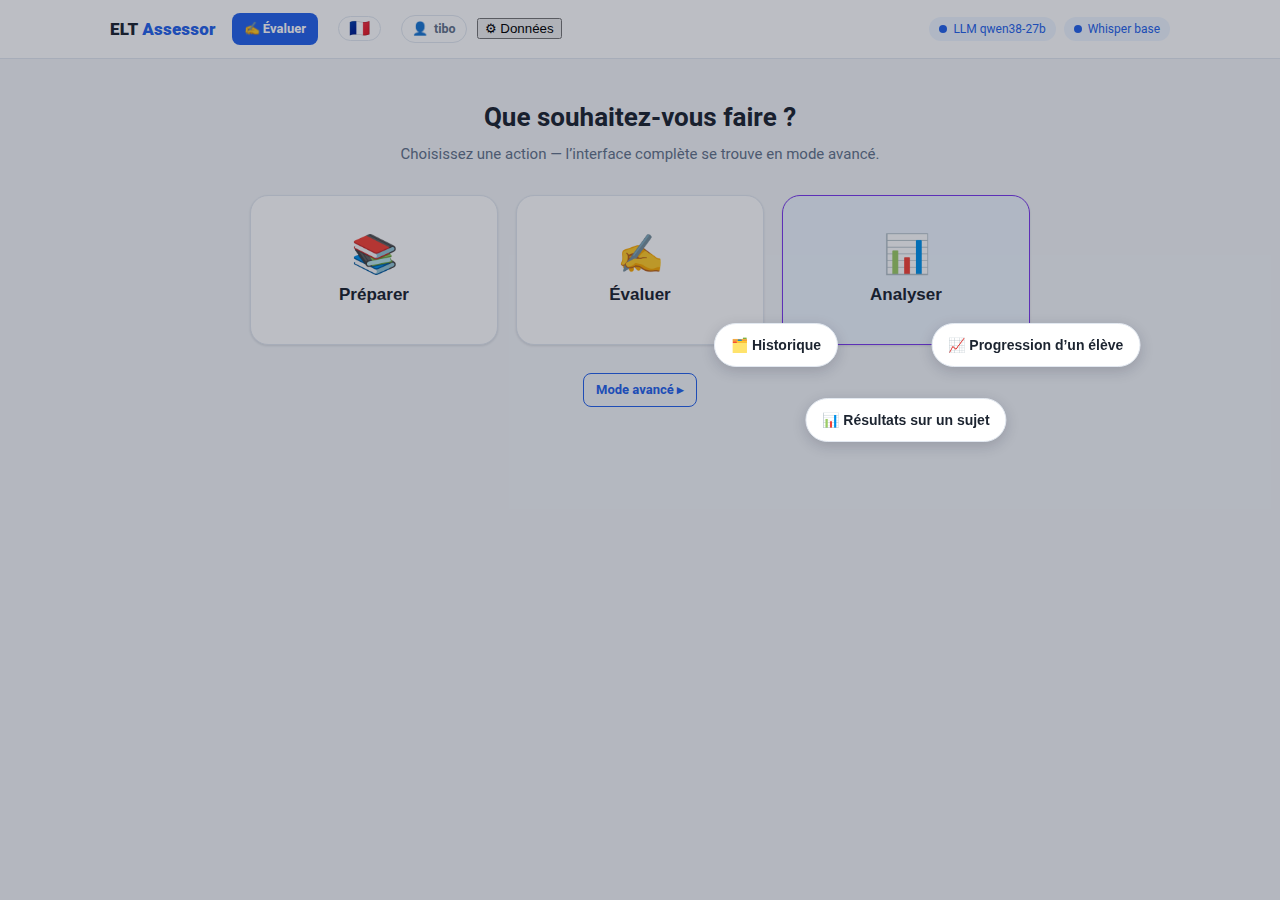 ELT Assessor
✍️ Évaluer
👤 tibo
⚙ Données
LLM qwen38-27b
Whisper base
Que souhaitez-vous faire ?
Choisissez une action — l’interface complète se trouve en mode avancé.
Préparer
Évaluer
Analyser
🗂️ Historique
📈 Progression d’un élève
Mode avancé ▸
📊 Résultats sur un sujet